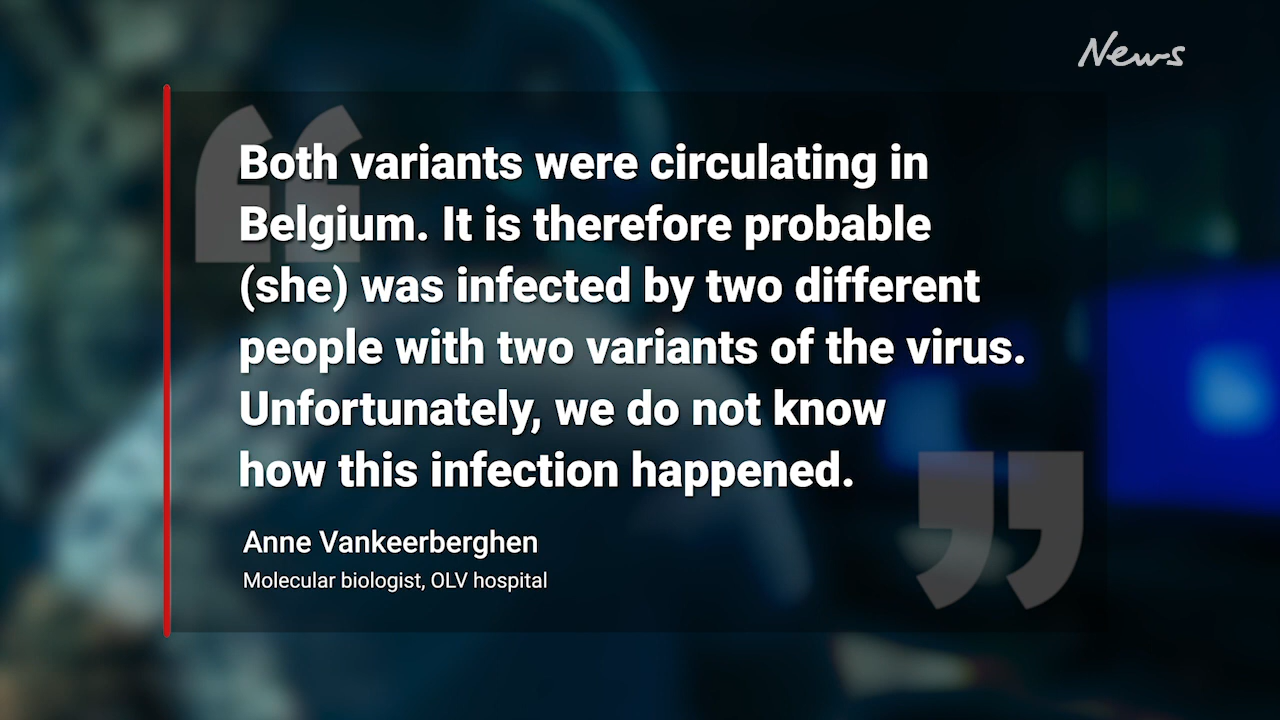 News
Both variants were circulating in
Belgium. It is therefore probable
(she) was infected by two different
people with two variants of the virus.
Unfortunately, we do not know
how this infection happened.
Anne Vankeerberghen
Molecular biologist, OLV hospital